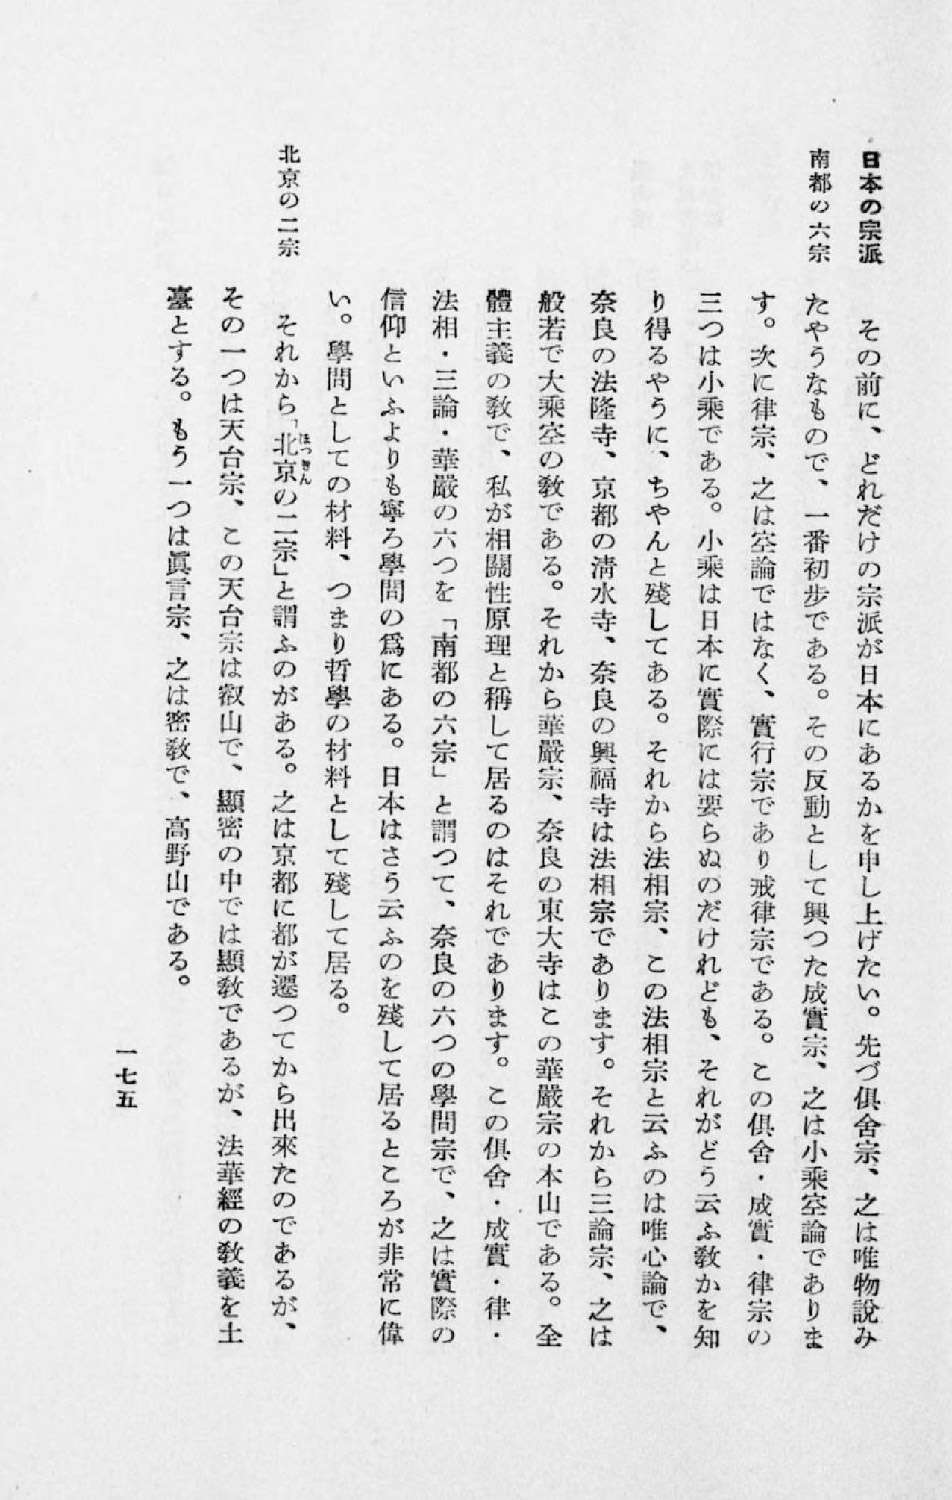 日本の宗派
南都の六宗
その前に、どれだけの宗派が日本にあるかを申し上げたい。先づ俱舍宗、之は唯物說み
たやうなもので、一番初步である。その反動として興つた成實宗、之は小乘空論でありま
す。次に律宗、之は空論ではなく、實行宗であり戒律宗である。この俱舍・成實・律宗の
三つは小乘である。小乘は日本に實際には要らぬのだけれども、それがどう云ふ敎かを知
り得るやうに、ちやんと殘してある。それから法相宗、この法相宗と云ふのは唯心論で、
奈良の法隆寺、京都の淸水寺、奈良の興福寺は法相宗であります。それから三論宗、之は
般若で大乘空の敎である。それから華嚴宗、奈良の東大寺はこの華嚴宗の本山である。全
體主義の敎で、私が相關性原理と稱して居るのはそれであります。この俱舍・成實・律・
法相・三論・華嚴の六つを「南都の六宗」と謂つて、奈良の六つの學問宗で、之は實際の
信仰といふよりも寧ろ學問の爲にある。日本はさう云ふのを殘して居るところが非常に偉
い。學問としての材料、つまり哲學の材料として殘して居る。
北京の二宗
それから「北京の二宗」と謂ふのがある。之は京都に都が遷つてから出來たのであるが、
ほつきん
その一つは天台宗、この天台宗は叡山で、顯密の中では顯敎であるが、法華經の敎義を土
臺とする。もう一つは眞言宗、之は密敎で、高野山である。
一七五